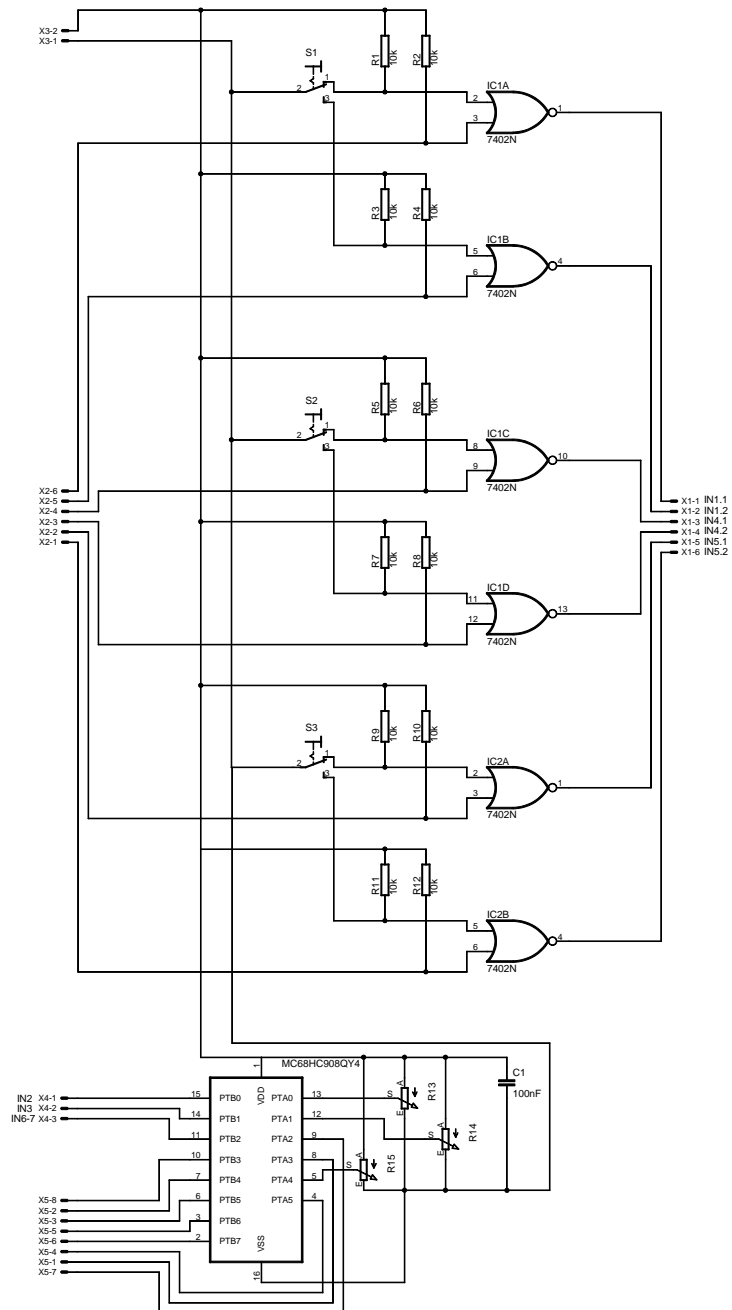 X3-2
X3-1
S1
2
1
3
R1
10k
R2
10k
IC1A
2
3
1
7402N
R3
10k
R4
10k
IC1B
5
6
4
7402N
S2
2
1
3
R5
10k
R6
10k
IC1C
8
9
10
7402N
X2-6
X2-5
X2-4
X2-3
X2-2
X2-1
X1-1 IN1.1
X1-2 IN1.2
X1-3 IN4.1
X1-4 IN4.2
X1-5 IN5.1
X1-6 IN5.2
R7
10k
R8
10k
IC1D
11
12
13
7402N
S3
2
1
3
R9
10k
R10
10k
IC2A
2
3
1
7402N
R11
10k
R12
10k
IC2B
5
6
4
7402N
MC68HC908QY4
1
VDD
C1
100nF
IN2 X4-1
IN3 X4-2
IN6-7 X4-3
15 PTB0 PTA0 13
14 PTB1 PTA1 12
11 PTB2 PTA2 9
10 PTB3 PTA3 8
7 PTB4 PTA4 5
6 PTB5 PTA5 4
3 PTB6
2 PTB7
VSS
16
S A E R13
S A E R14
S A E R15
X5-8
X5-2
X5-3
X5-5
X5-6
X5-4
X5-1
X5-7